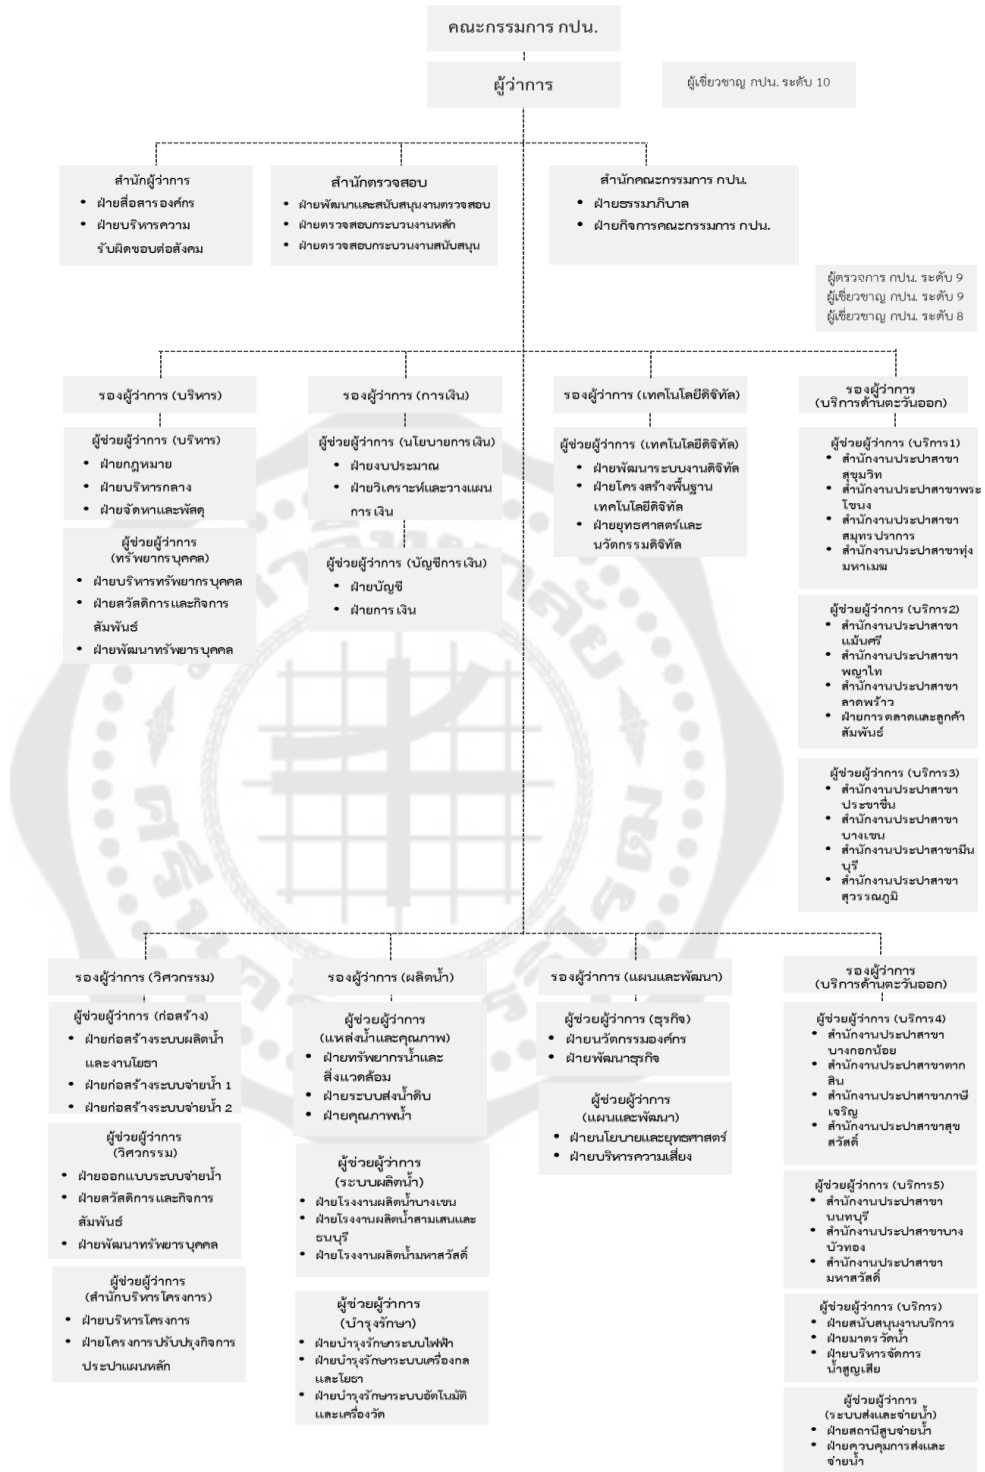 คณะกรรมการ กปน.
ผู้ว่าการ
ผู้เชี่ยวชาญ กปน. ระดับ 10
สำนักผู้ว่าการ
• ฝ่ายสื่อสารองค์กร
• ฝ่ายบริหารความ
รับผิดชอบต่อสังคม
สำนักตรวจสอบ
• ฝ่ายพัฒนาและสนับสนุนงานตรวจสอบ
• ฝ่ายตรวจสอบกระบวนงานหลัก
• ฝ่ายตรวจสอบกระบวนงานสนับสนุน
สำนักคณะกรรมการ กปน.
• ฝ่ายธรรมาภิบาล
• ฝ่ายกิจการคณะกรรมการ กปน.
ผู้ตรวจการ กปน. ระดับ 9
ผู้เชี่ยวชาญ กปน. ระดับ 9
ผู้เชี่ยวชาญ กปน. ระดับ 8
รองผู้ว่าการ (บริหาร)
ผู้ช่วยผู้ว่าการ (บริหาร)
• ฝ่ายกฎหมาย
• ฝ่ายบริหารกลาง
• ฝ่ายจัดหาและพัสดุ
ผู้ช่วยผู้ว่าการ
(ทรัพยากรบุคคล)
• ฝ่ายบริหารทรัพยากรบุคคล
• ฝ่ายสวัสดิการและกิจการ
สัมพันธ์
• ฝ่ายพัฒนาทรัพยารบุคคล
รองผู้ว่าการ (การเงิน)
ผู้ช่วยผู้ว่าการ (นโยบายการเงิน)
• ฝ่ายงบประมาณ
• ฝ่ายวิเคราะห์และวางแผน
การเงิน
ผู้ช่วยผู้ว่าการ (บัญชีการเงิน)
• ฝ่ายบัญชี
• ฝ่ายการเงิน
รองผู้ว่าการ (เทคโนโลยีดิจิทัล)
ผู้ช่วยผู้ว่าการ (เทคโนโลยีดิจิทัล)
• ฝ่ายพัฒนาระบบงานดิจิทัล
• ฝ่ายโครงสร้างพื้นฐาน
เทคโนโลยีดิจิทัล
• ฝ่ายยุทธศาสตร์และ
นวัตกรรมดิจิทัล
รองผู้ว่าการ
(บริการด้านตะวันออก)
ผู้ช่วยผู้ว่าการ (บริการ1)
• สำนักงานประปาสาขา
สุขุมวิท
• สำนักงานประปาสาขาพระ
โขนง
• สำนักงานประปาสาขา
สมุทรปราการ
• สำนักงานประปาสาขาทุ่ง
มหาเมฆ
ผู้ช่วยผู้ว่าการ (บริการ2)
• สำนักงานประปาสาขา
แม้นศรี
• สำนักงานประปาสาขา
พญาไท
• สำนักงานประปาสาขา
ลาดพร้าว
• ฝ่ายการตลาดและลูกค้า
สัมพันธ์
ผู้ช่วยผู้ว่าการ (บริการ3)
• สำนักงานประปาสาขา
ประชาชื่น
• สำนักงานประปาสาขา
บางเขน
• สำนักงานประปาสาขามีน
บุรี
• สำนักงานประปาสาขา
สุวรรณภูมิ
รองผู้ว่าการ (วิศวกรรม)
ผู้ช่วยผู้ว่าการ (ก่อสร้าง)
• ฝ่ายก่อสร้างระบบผลิตน้ำ
และงานโยธา
• ฝ่ายก่อสร้างระบบจ่ายน้ำ 1
• ฝ่ายก่อสร้างระบบจ่ายน้ำ 2
ผู้ช่วยผู้ว่าการ
(วิศวกรรม)
• ฝ่ายออกแบบระบบจ่ายน้ำ
• ฝ่ายสวัสดิการและกิจการ
สัมพันธ์
• ฝ่ายพัฒนาทรัพยารบุคคล
ผู้ช่วยผู้ว่าการ
(สำนักบริหารโครงการ)
• ฝ่ายบริหารโครงการ
• ฝ่ายโครงการปรับปรุงกิจการ
ประปาแผนหลัก
รองผู้ว่าการ (ผลิตน้ำ)
ผู้ช่วยผู้ว่าการ
(แหล่งน้ำและคุณภาพ)
• ฝ่ายทรัพยากรน้ำและ
สิ่งแวดล้อม
• ฝ่ายระบบส่งน้ำดิบ
• ฝ่ายคุณภาพน้ำ
ผู้ช่วยผู้ว่าการ
(ระบบผลิตน้ำ)
• ฝ่ายโรงงานผลิตน้ำบางเขน
• ฝ่ายโรงงานผลิตน้ำสามเสนและ
ธนบุรี
• ฝ่ายโรงงานผลิตน้ำมหาสวัสดิ์
ผู้ช่วยผู้ว่าการ
(บำรุงรักษา)
• ฝ่ายบำรุงรักษาระบบไฟฟ้า
• ฝ่ายบำรุงรักษาระบบเครื่องกล
และโยธา
• ฝ่ายบำรุงรักษาระบบอัตโนมัติ
และเครื่องวัด
รองผู้ว่าการ (แผนและพัฒนา)
ผู้ช่วยผู้ว่าการ (ธุรกิจ)
• ฝ่ายนวัตกรรมองค์กร
• ฝ่ายพัฒนาธุรกิจ
ผู้ช่วยผู้ว่าการ
(แผนและพัฒนา)
• ฝ่ายนโยบายและยุทธศาสตร์
• ฝ่ายบริหารความเสี่ยง
รองผู้ว่าการ
(บริการด้านตะวันออก)
ผู้ช่วยผู้ว่าการ (บริการ4)
• สำนักงานประปาสาขา
บางกอกน้อย
• สำนักงานประปาสาขาตาก
สิน
• สำนักงานประปาสาขาภาษี
เจริญ
• สำนักงานประปาสาขาสุข
สวัสดิ์
ผู้ช่วยผู้ว่าการ (บริการ5)
• สำนักงานประปาสาขา
นนทบุรี
• สำนักงานประปาสาขาบาง
บัวทอง
• สำนักงานประปาสาขา
มหาสวัสดิ์
ผู้ช่วยผู้ว่าการ (บริการ)
• ฝ่ายสนับสนุนงานบริการ
• ฝ่ายมาตรวัดน้ำ
• ฝ่ายบริหารจัดการ
น้ำสูญเสีย
ผู้ช่วยผู้ว่าการ
(ระบบส่งและจ่ายน้ำ)
• ฝ่ายสถานีสูบจ่ายน้ำ
• ฝ่ายควบคุมการส่งและ
จ่ายน้ำ